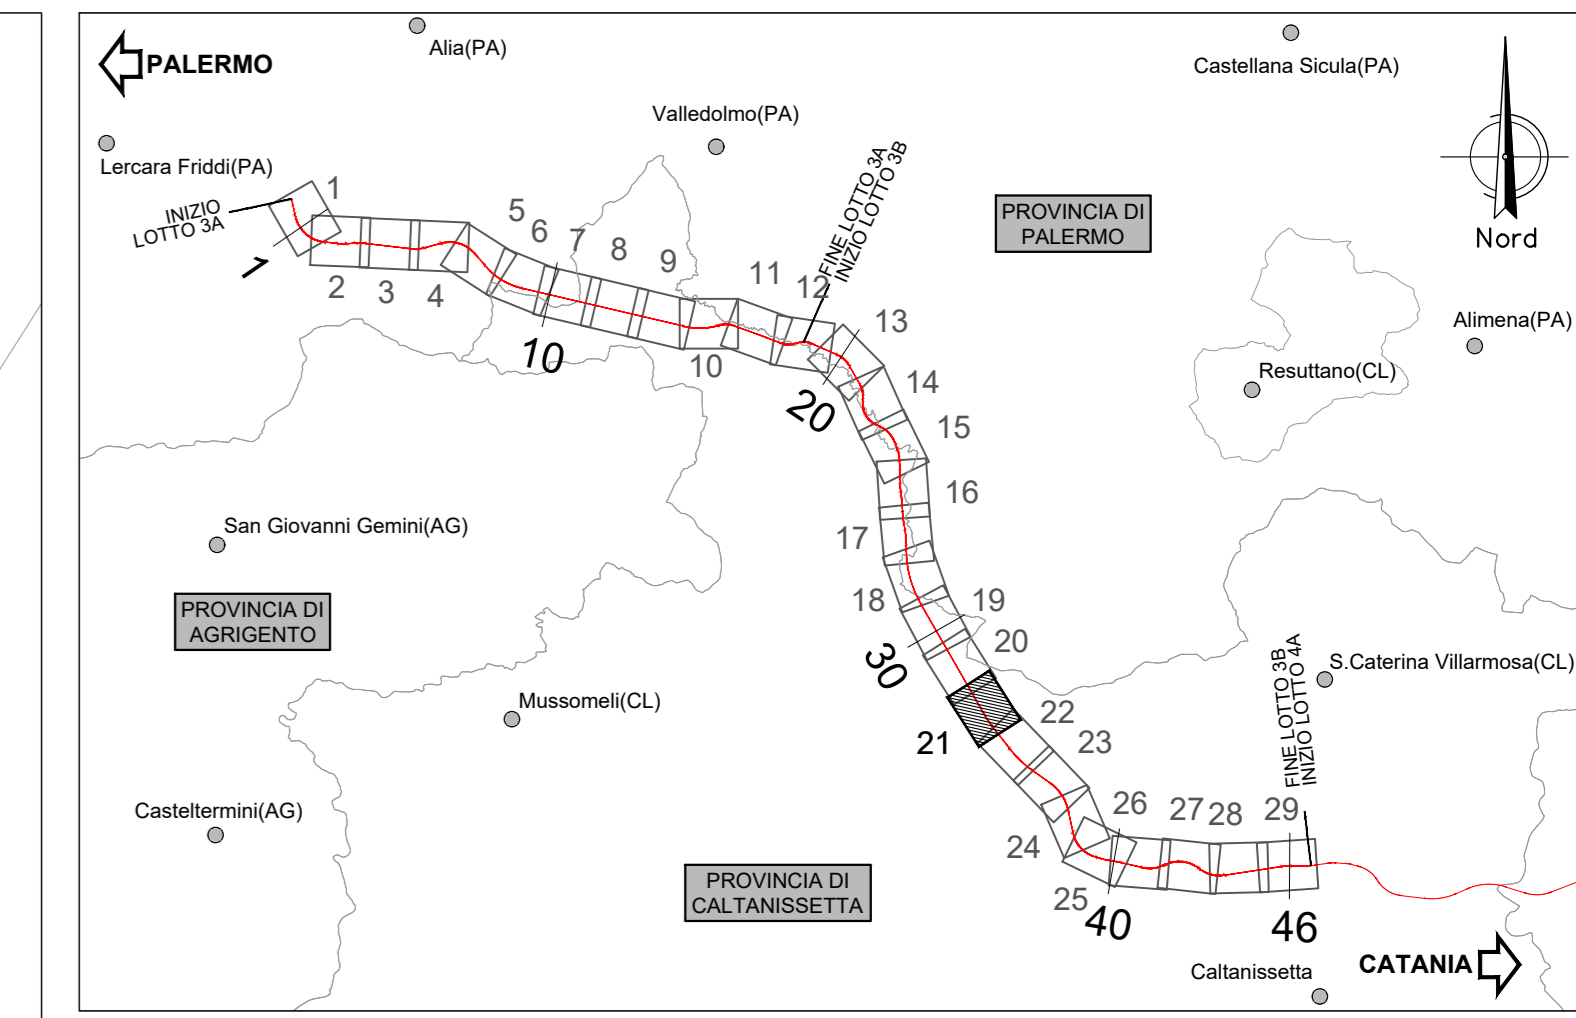 PALERMO
Alia(PA)
Castellana Sicula(PA)
Valledolmo(PA)
Lercara Friddi(PA)
Nord
INIZIO
LOTTO 3A
FINE LOTTO 3A
INIZIO LOTTO 3B
PROVINCIA DI
PALERMO
1
1
2
3
4
5
6
7
8
9
10
10
11
12
13
20
14
15
16
17
18
19
20
30
21
22
23
24
25
26
27
28
29
40
46
Alimena(PA)
Resuttano(CL)
San Giovanni Gemini(AG)
PROVINCIA DI
AGRIGENTO
Mussomeli(CL)
S.Caterina Villarmosa(CL)
FINE LOTTO 3B
INIZIO LOTTO 4A
Casteltermini(AG)
PROVINCIA DI
CALTANISSETTA
Caltanissetta
CATANIA